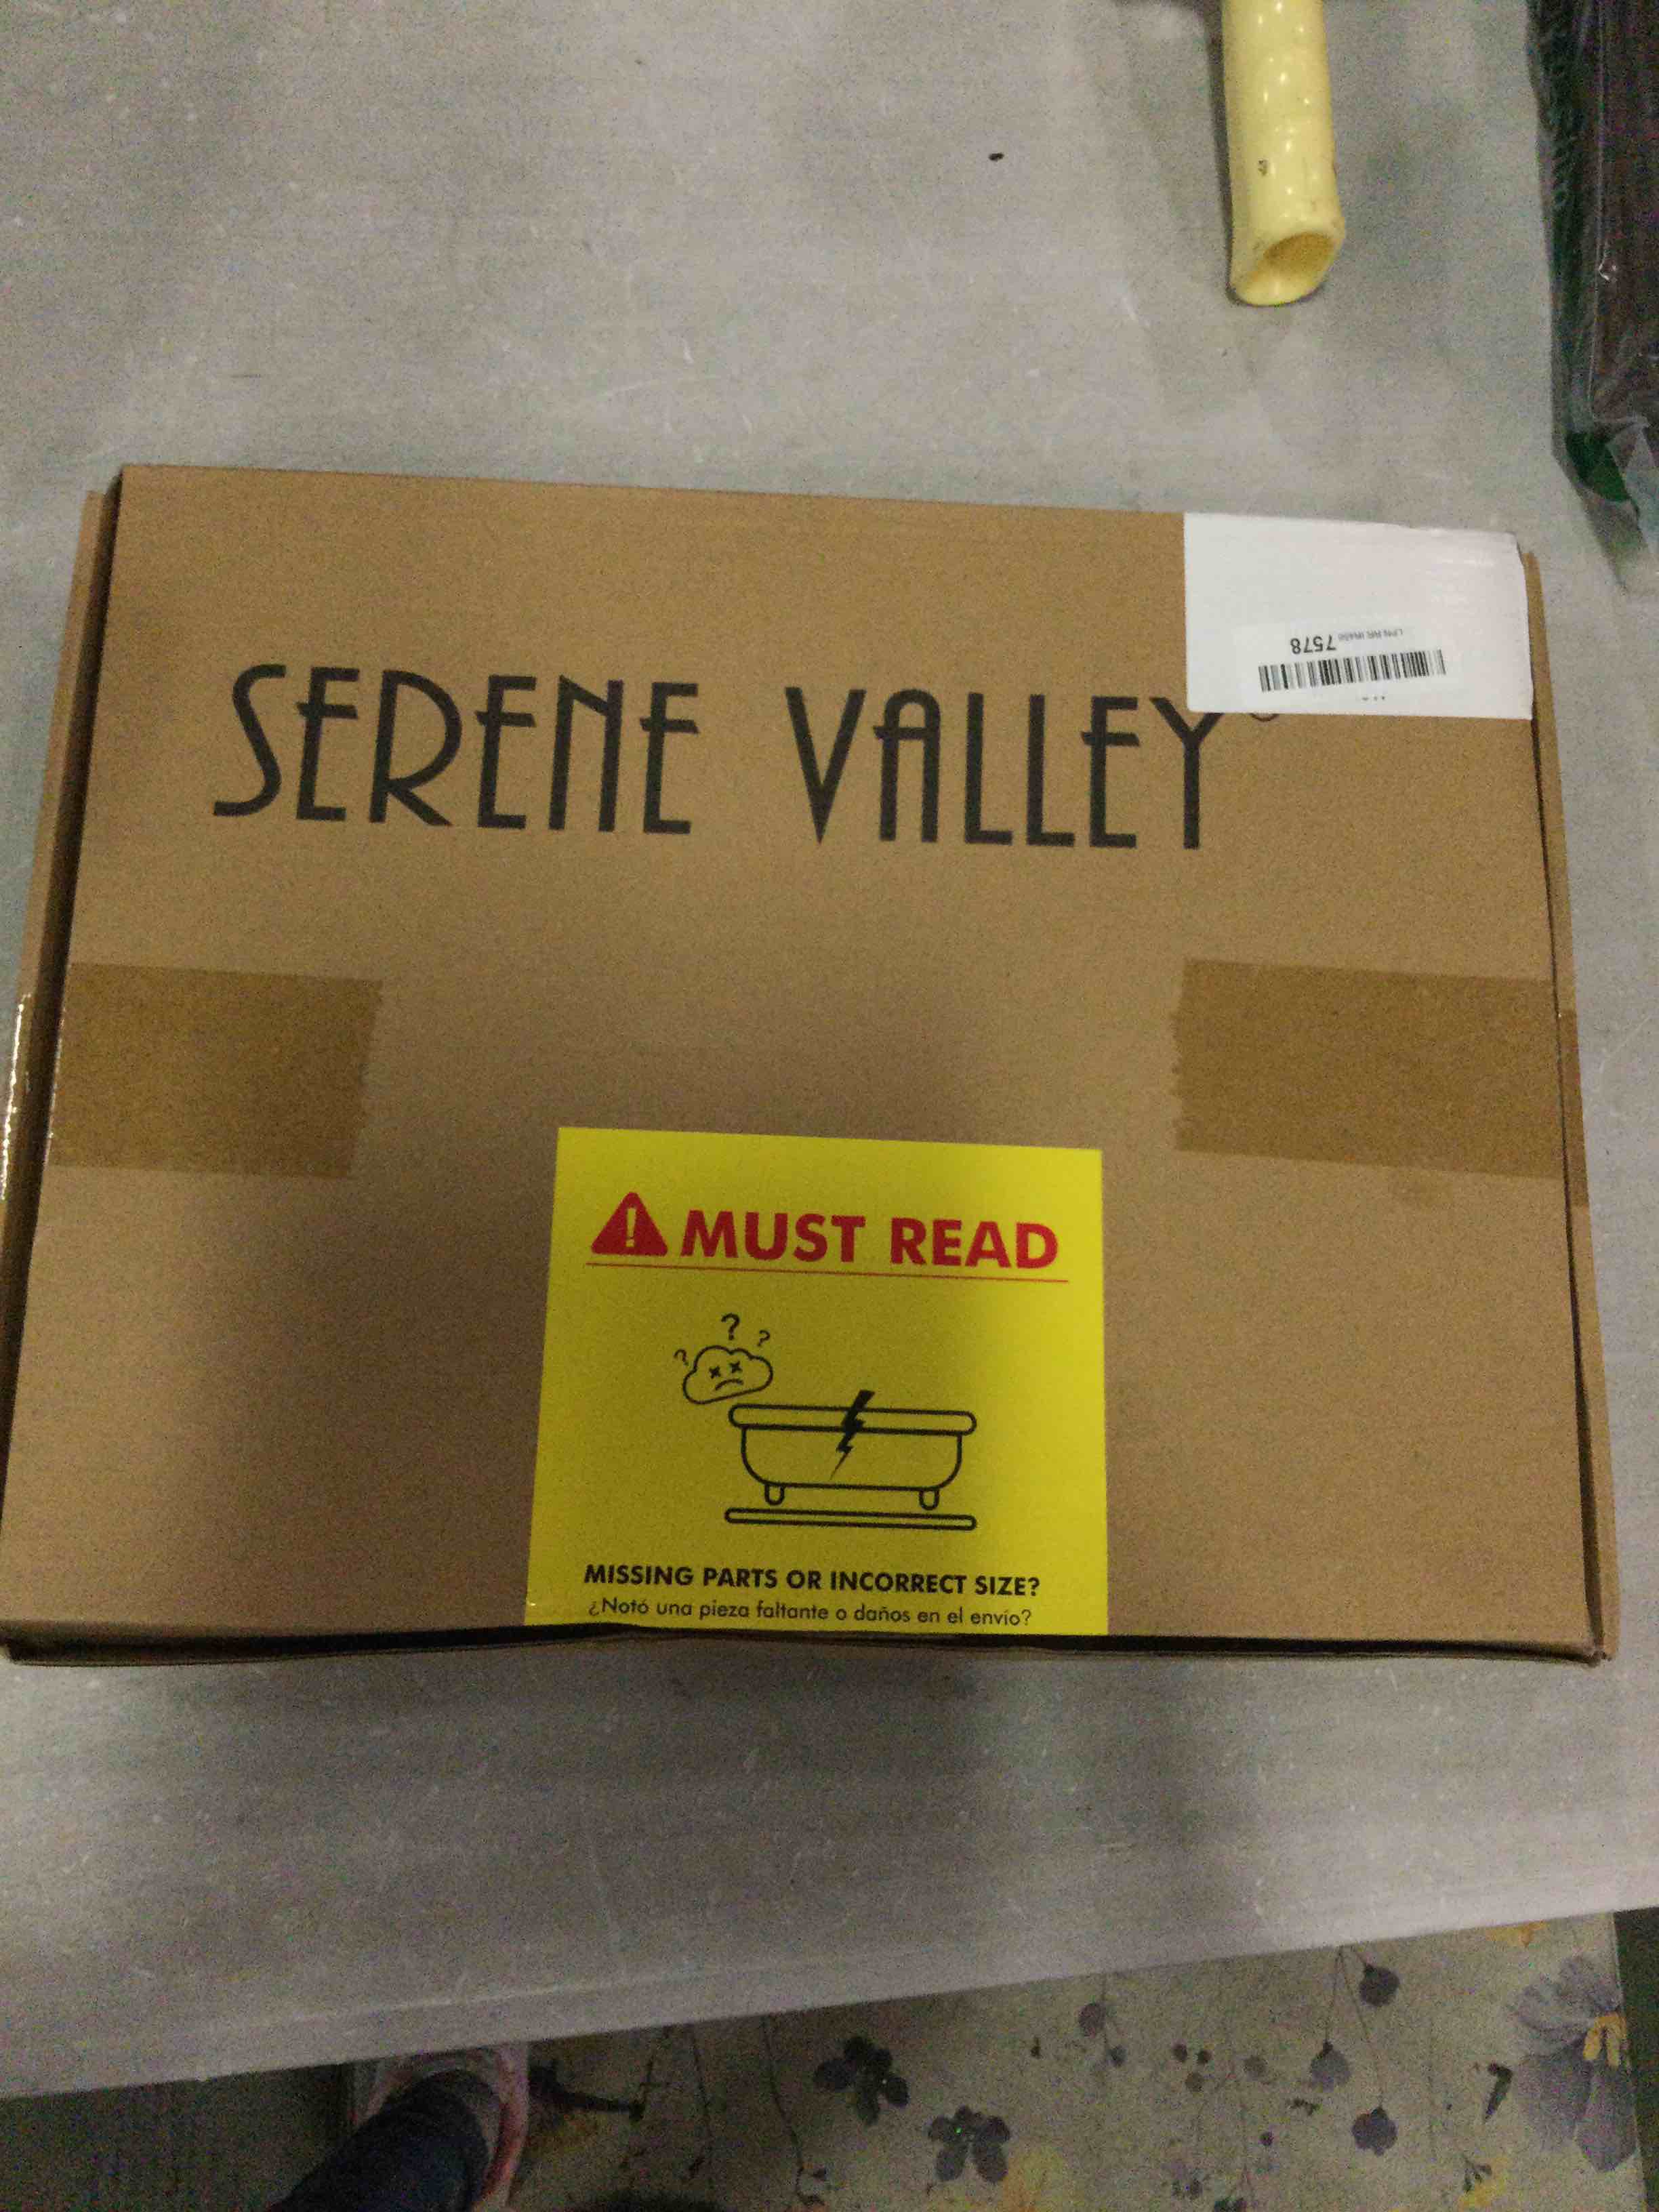 SERENE VALLEY
7578
MUST READ
? ? ?
MISSING PARTS OR INCORRECT SIZE?
¿Notó una pieza faltante o daños en el envío?